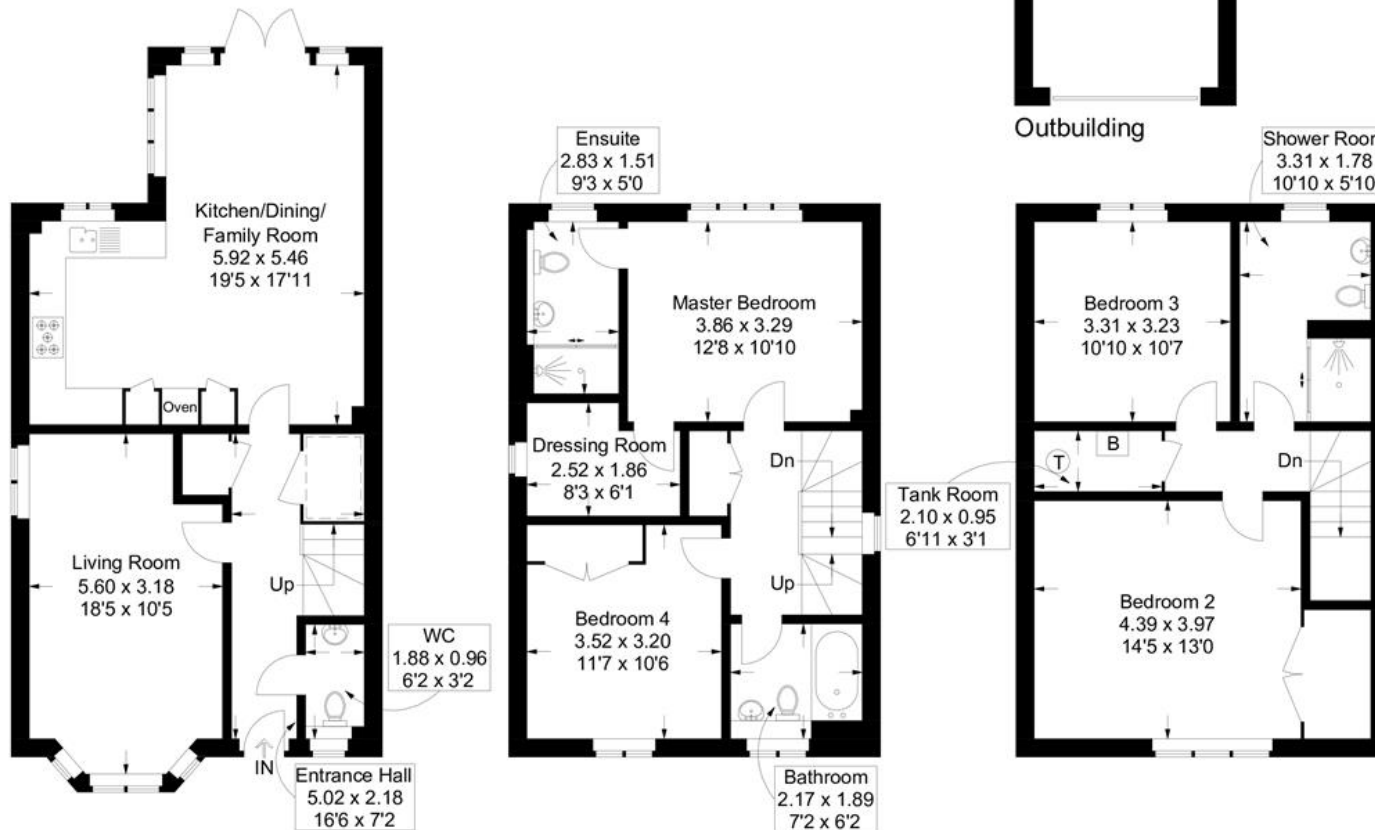 Outbuilding
Kitchen/Dining/
Family Room
5.92 x 5.46
19'5 x 17'11
Oven
Living Room
5.60 x 3.18
18'5 x 10'5
Up
WC
1.88 x 0.96
6'2 x 3'2
IN
Entrance Hall
5.02 x 2.18
16'6 x 7'2
Ensuite
2.83 x 1.51
9'3 x 5'0
Master Bedroom
3.86 x 3.29
12'8 x 10'10
Dressing Room
2.52 x 1.86
8'3 x 6'1
Dn
Up
Bedroom 4
3.52 x 3.20
11'7 x 10'6
Bathroom
2.17 x 1.89
7'2 x 6'2
Shower Room
3.31 x 1.78
10'10 x 5'10
Bedroom 3
3.31 x 3.23
10'10 x 10'7
T
B
Dn
Tank Room
2.10 x 0.95
6'11 x 3'1
Bedroom 2
4.39 x 3.97
14'5 x 13'0